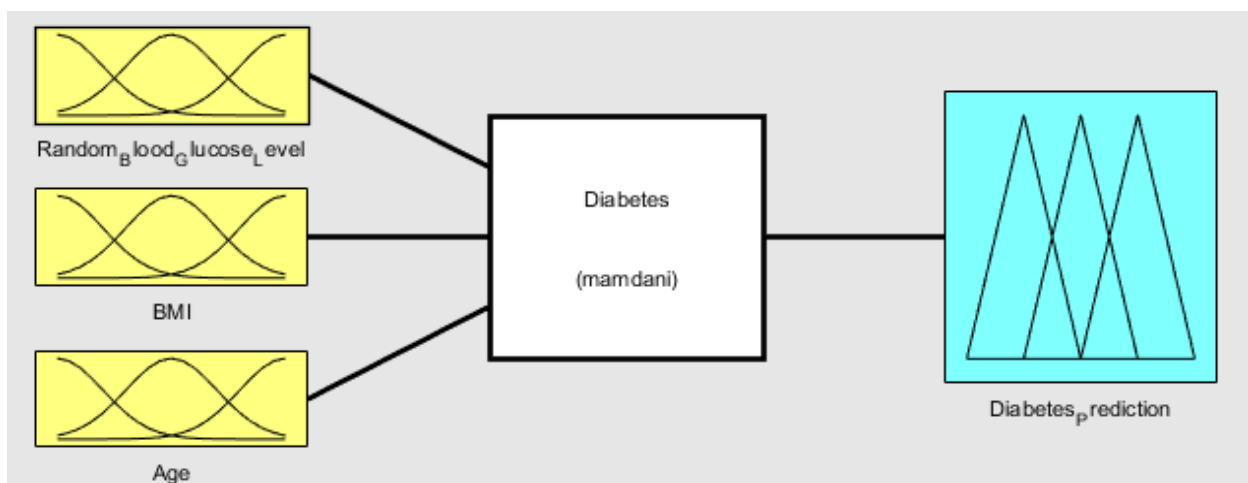 Random_Blood_Glucose_Level
BMI
Age
Diabetes
(mamdani)
Diabetes_Prediction